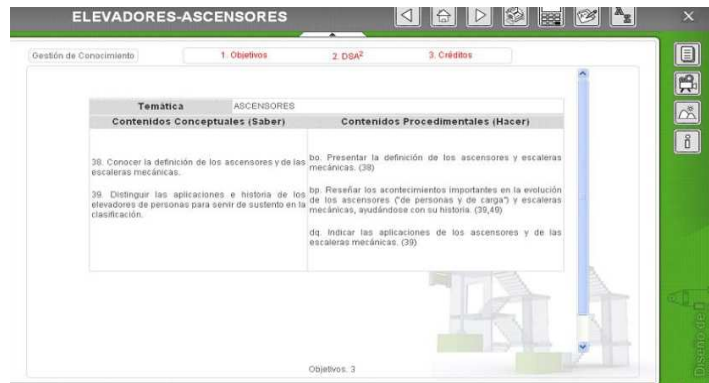 ELEVADORES-ASCENSORES
Gestión de Conocimiento
1. Objetivos
2. DSA²
3. Créditos
Temática
ASCENSORES
Contenidos Conceptuales (Saber)
Contenidos Procedimentales (Hacer)
38. Conocer la definición de los ascensores y de las
escaleras mecánicas.
39. Distinguir las aplicaciones e historia de los
elevadores de personas para servir de sustento en la
clasificación.
bo. Presentar la definición de los ascensores y escaleras
mecánicas. (38)
bp. Reseñar los acontecimientos importantes en la evolución
de los ascensores ("de personas y de carga") y escaleras
mecánicas, ayudándose con su historia. (39,49)
dq. Indicar las aplicaciones de los ascensores y de las
escaleras mecánicas. (39)
Objetivos. 3
Diseño de